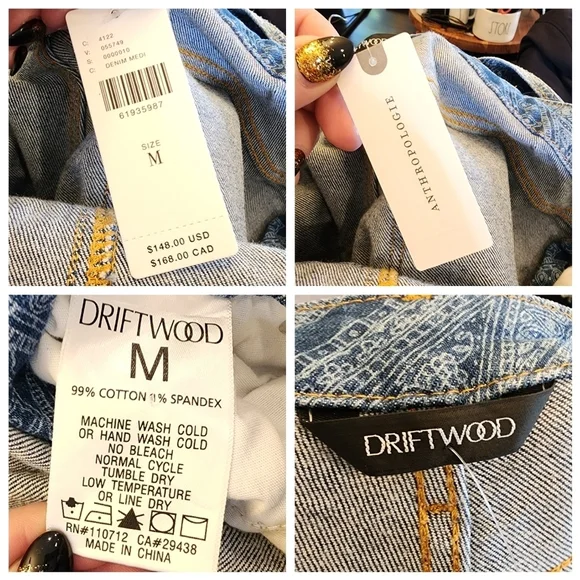 C: 4122
V: 055749
S: 0000010
C: DENIM MEDI
61935987
SIZE
M
$148.00 USD
$168.00 CAD
ANTHROPOLOGIE
DRIFTWOOD
M
99% COTTON 1% SPANDEX
MACHINE WASH COLD
OR HAND WASH COLD
NO BLEACH
NORMAL CYCLE
TUMBLE DRY
LOW TEMPERATURE
OR LINE DRY
RN#110712 CA#29438
MADE IN CHINA
DRIFTWOOD